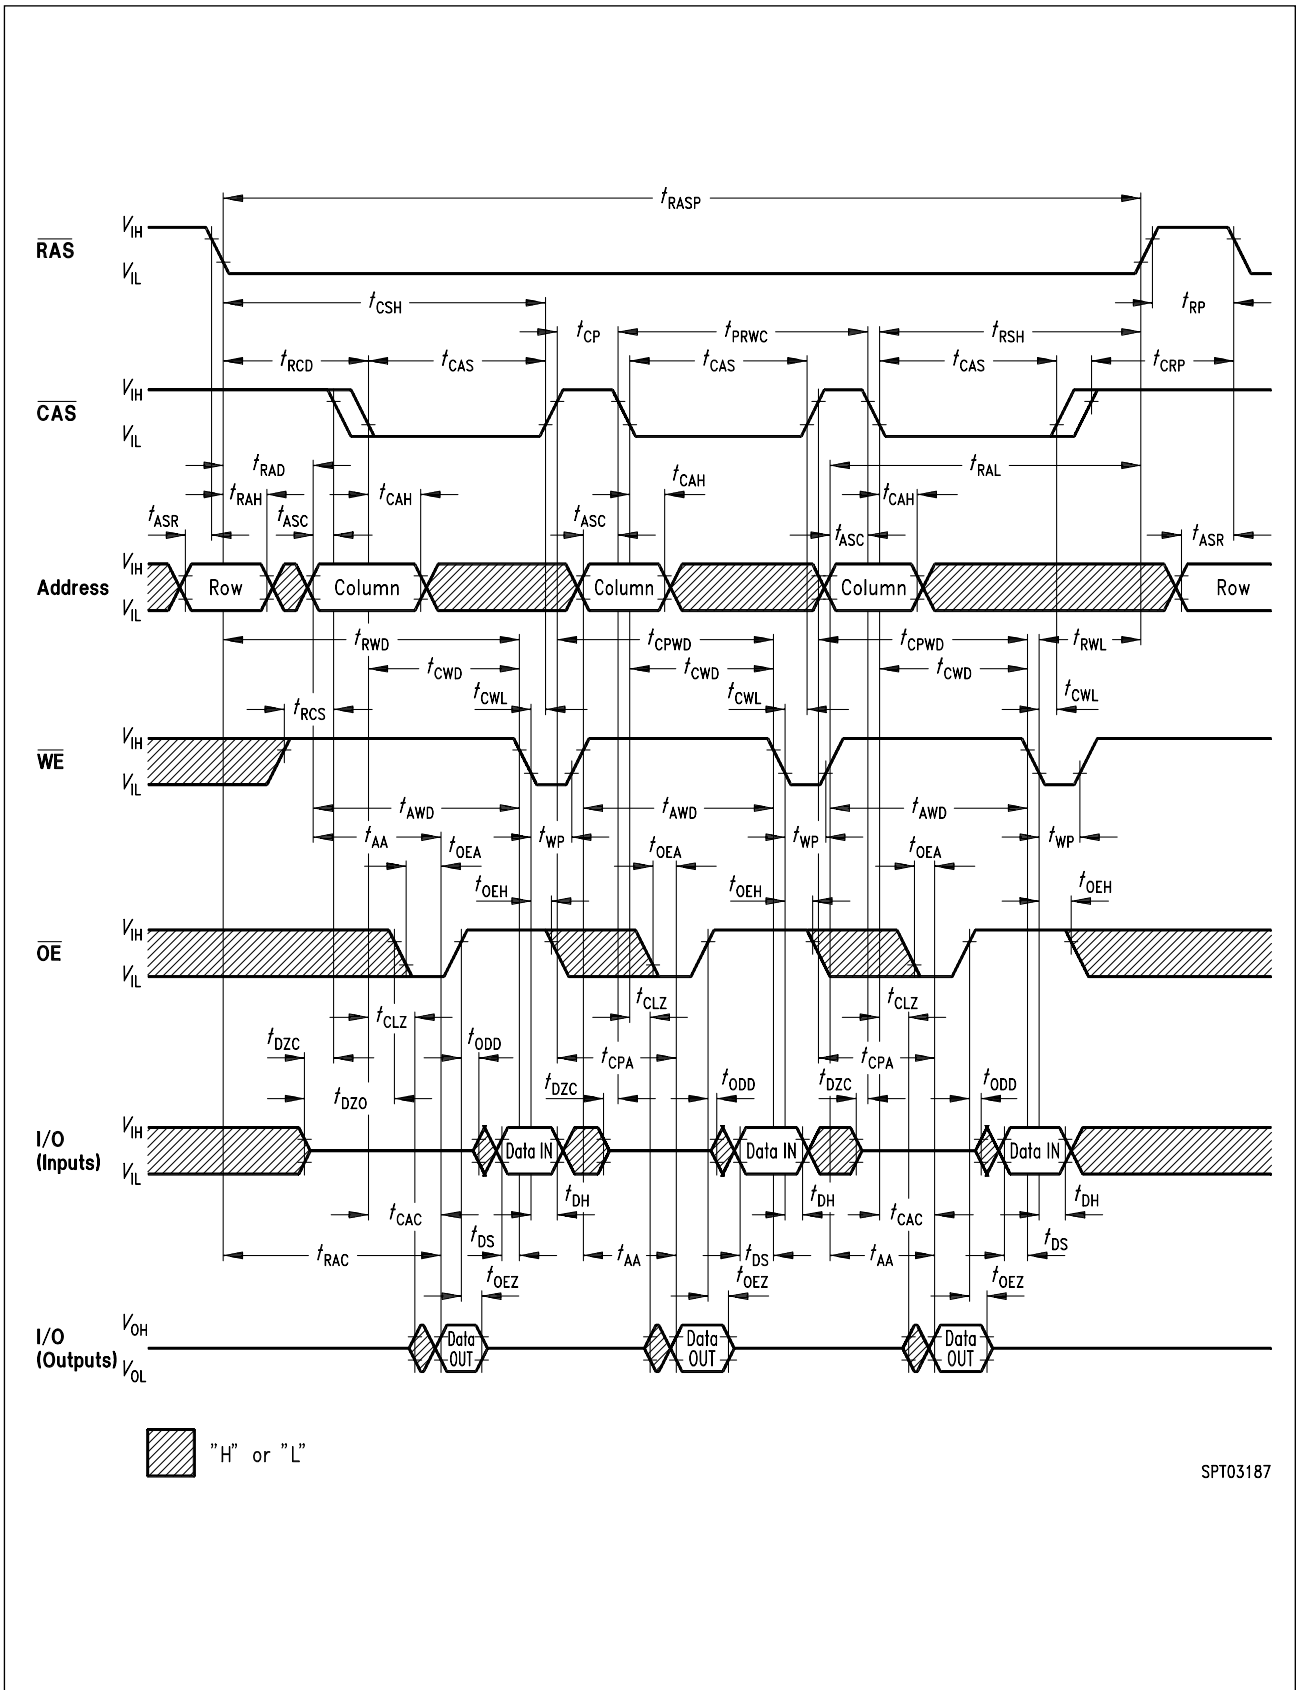 tRASP
VIH
RAS
VIL
tCSH
tRP
tCP
tPRWC
tRSH
tRCD
tCAS
tCAS
tCAS
tCRP
VIH
CAS
VIL
tRAD
tRAL
tRAH
tCAH
tCAH
tCAH
tASR
tASC
tASC
tASC
tASR
VIH
Address
Row
Column
Column
Column
Row
VIL
tRWD
tCPWD
tCPWD
tRWL
tCWD
tCWD
tCWD
tRCS
tCWL
tCWL
tCWL
VIH
WE
VIL
tAWD
tAWD
tAWD
tAA
tWP
tWP
tWP
tOEA
tOEA
tOEA
tOEH
tOEH
tOEH
VIH
OE
VIL
tCLZ
tCLZ
tCLZ
tDZC
tODD
tCPA
tCPA
tDZO
tDZC
tODD
tDZC
tODD
VIH
I/O
(Inputs)
Data IN
Data IN
Data IN
VIL
tDH
tDH
tDH
tCAC
tCAC
tDS
tDS
tDS
tRAC
tAA
tAA
tOEZ
tOEZ
tOEZ
VOH
I/O
(Outputs)
Data
OUT
Data
OUT
Data
OUT
VOL
"H" or "L"
SPT03187